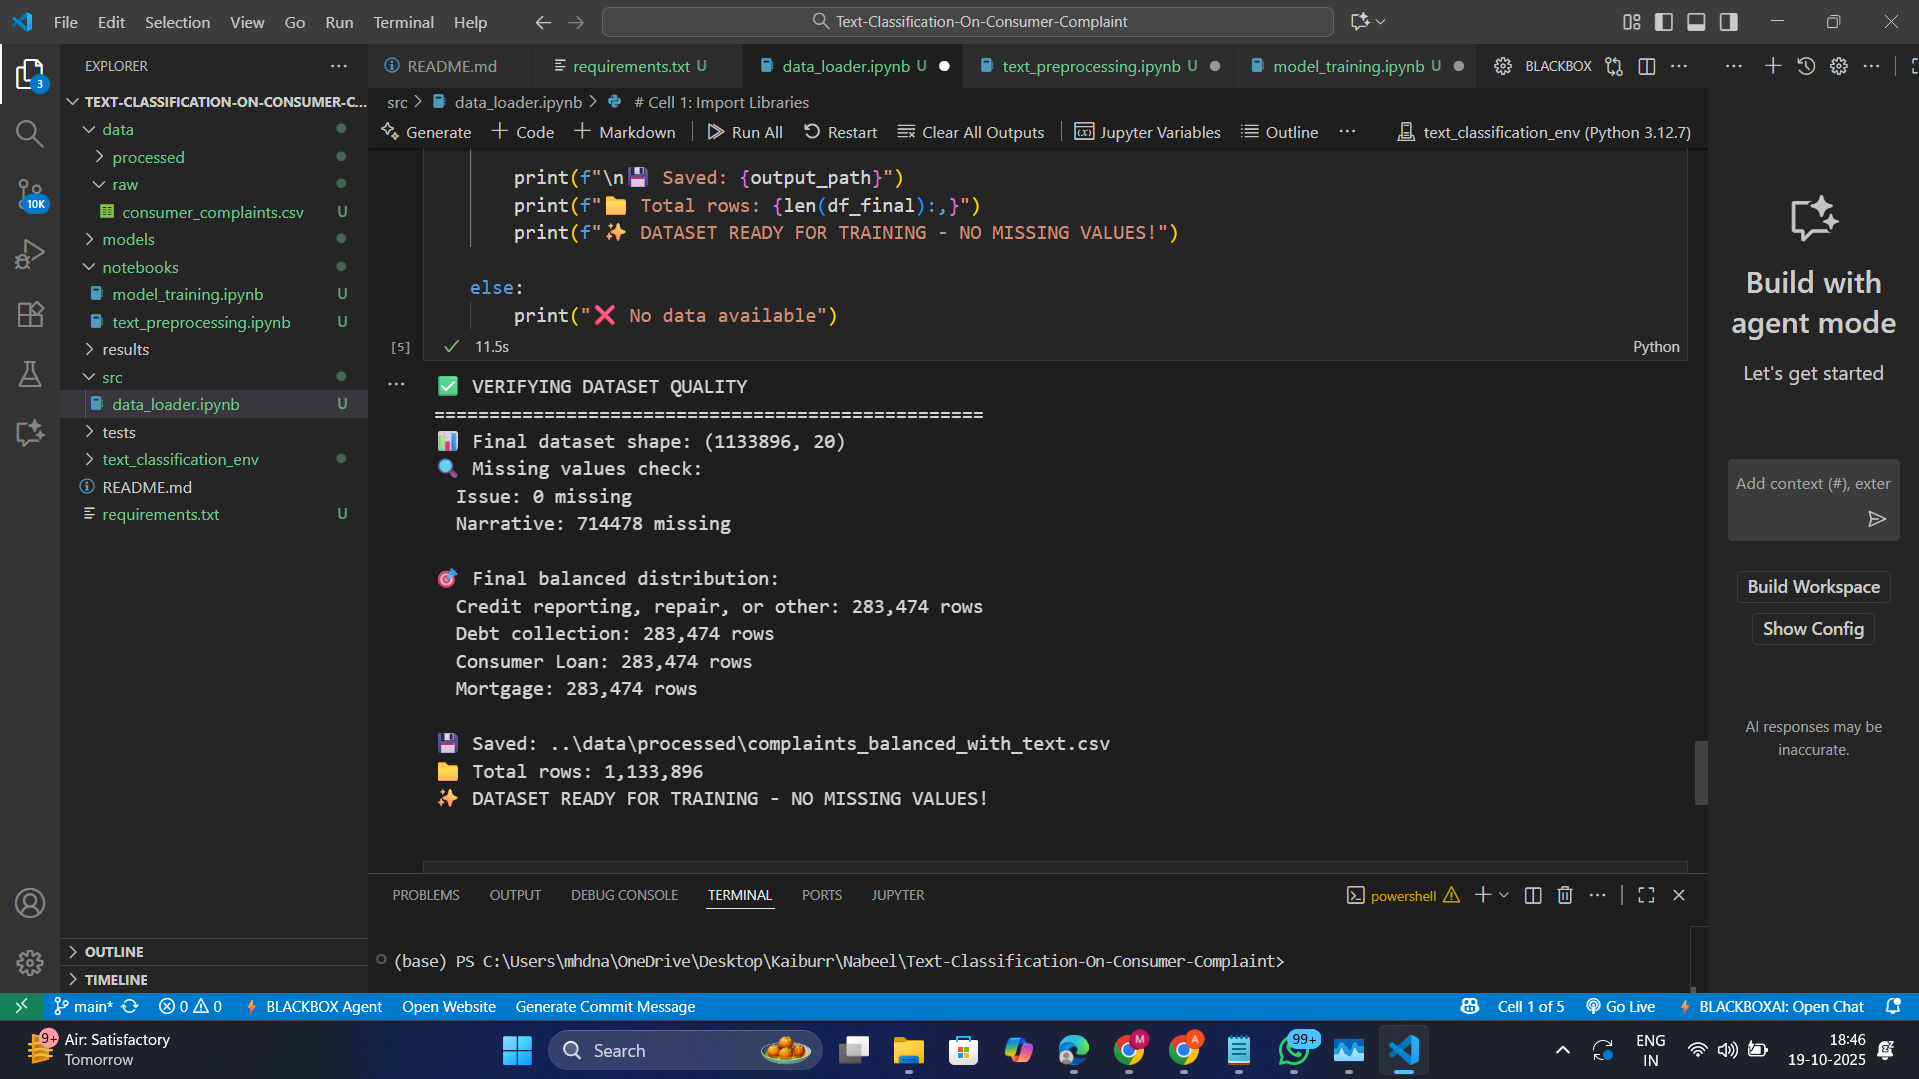 File Edit Selection View Go Run Terminal Help
Text-Classification-On-Consumer-Complaint
3
10K
EXPLORER
TEXT-CLASSIFICATION-ON-CONSUMER-C...
data
processed
raw
consumer_complaints.csv U
models
notebooks
model_training.ipynb U
text_preprocessing.ipynb U
results
src
data_loader.ipynb U
tests
text_classification_env
README.md
requirements.txt U
OUTLINE
TIMELINE
README.md requirements.txt U data_loader.ipynb U text_preprocessing.ipynb U model_training.ipynb U BLACKBOX
src > data_loader.ipynb > # Cell 1: Import Libraries
Generate + Code + Markdown Run All Restart Clear All Outputs Jupyter Variables Outline ... text_classification_env (Python 3.12.7)
print(f"\n💾 Saved: {output_path}")
print(f"📁 Total rows: {len(df_final):,}")
print(f"✨ DATASET READY FOR TRAINING - NO MISSING VALUES!")
else:
print("❌ No data available")
[5] ✓ 11.5s Python
✅ VERIFYING DATASET QUALITY
==================================================
📊 Final dataset shape: (1133896, 20)
🔍 Missing values check:
Issue: 0 missing
Narrative: 714478 missing
🎯 Final balanced distribution:
Credit reporting, repair, or other: 283,474 rows
Debt collection: 283,474 rows
Consumer Loan: 283,474 rows
Mortgage: 283,474 rows
💾 Saved: ..\data\processed\complaints_balanced_with_text.csv
📁 Total rows: 1,133,896
✨ DATASET READY FOR TRAINING - NO MISSING VALUES!
PROBLEMS OUTPUT DEBUG CONSOLE TERMINAL PORTS JUPYTER powershell
(base) PS C:\Users\mhdna\OneDrive\Desktop\Kaiburr\Nabeel\Text-Classification-On-Consumer-Complaint>
Build with
agent mode
Let's get started
Add context (#), exter
Build Workspace
Show Config
AI responses may be
inaccurate.
main* 0 0 BLACKBOX Agent Open Website Generate Commit Message Cell 1 of 5 Go Live BLACKBOXAI: Open Chat
9+
Air: Satisfactory
Tomorrow
Search
M
A
99+
ENG
IN
18:46
19-10-2025